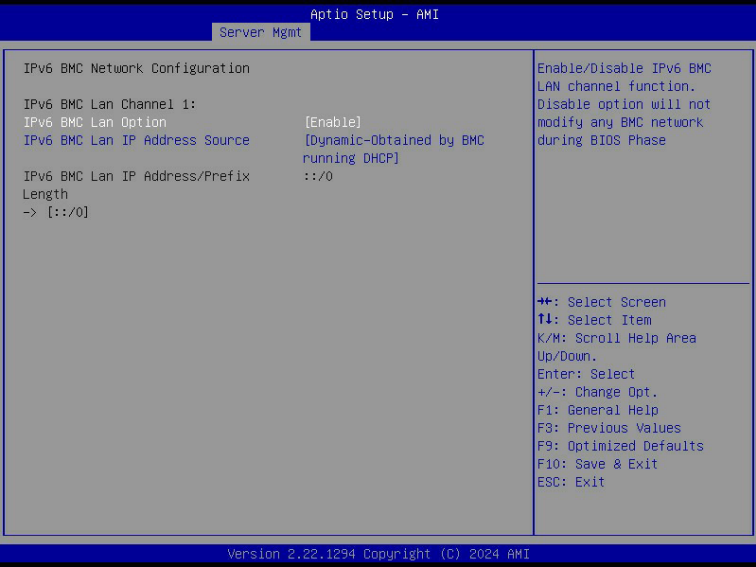 Aptio Setup - AMI
Server Mgmt
IPv6 BMC Network Configuration
IPv6 BMC Lan Channel 1:
IPv6 BMC Lan Option [Enable]
IPv6 BMC Lan IP Address Source [Dynamic-Obtained by BMC
running DHCP]
IPv6 BMC Lan IP Address/Prefix ::/0
Length
-> [::/0]
Enable/Disable IPv6 BMC
LAN channel function.
Disable option will not
modify any BMC network
during BIOS Phase
→←: Select Screen
↑↓: Select Item
K/M: Scroll Help Area
Up/Down.
Enter: Select
+/-: Change Opt.
F1: General Help
F3: Previous Values
F9: Optimized Defaults
F10: Save & Exit
ESC: Exit
Version 2.22.1294 Copyright (C) 2024 AMI